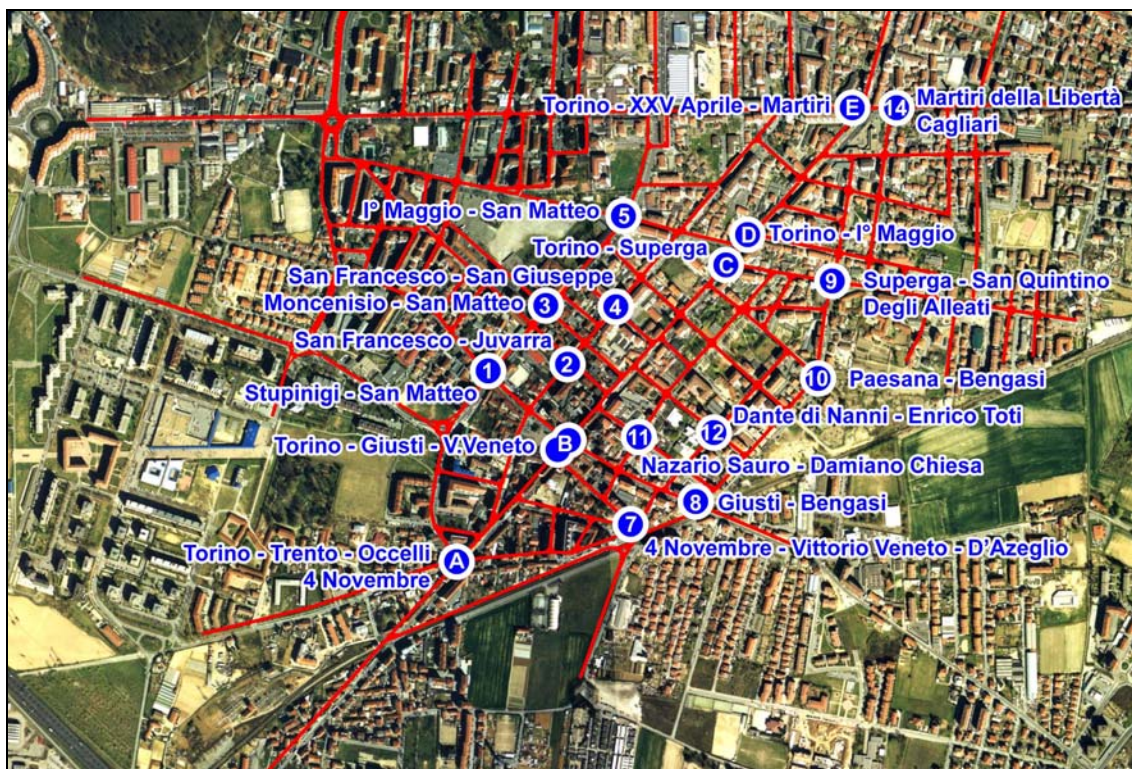 Torino - XXV Aprile - Martiri E 14 Martiri della Libertà
Cagliari
I° Maggio - San Matteo 5
D Torino - I° Maggio
Torino - Superga C
San Francesco - San Giuseppe 4
9 Superga - San Quintino
Degli Alleati
Moncenisio - San Matteo 3
San Francesco - Juvarra 2
1
Stupinigi - San Matteo
10 Paesana - Bengasi
Dante di Nanni - Enrico Toti
12
11
Torino - Giusti - V.Veneto B
Nazario Sauro - Damiano Chiesa
8 Giusti - Bengasi
7
4 Novembre - Vittorio Veneto - D'Azeglio
Torino - Trento - Occelli
4 Novembre A